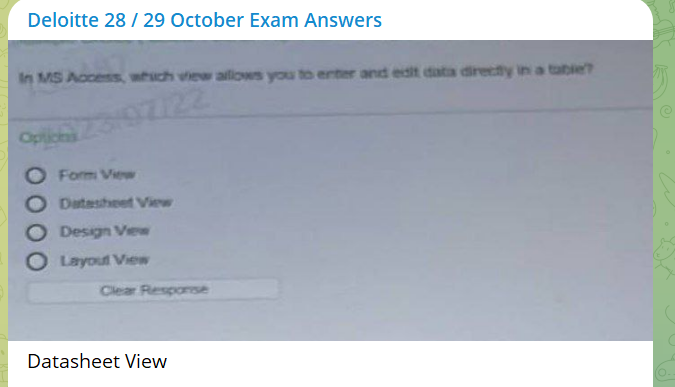 Deloitte 28 / 29 October Exam Answers
In MS Access, which view allows you to enter and edit data directly in a table?
Options
Form View
Datasheet View
Design View
Layout View
Clear Response
Datasheet View